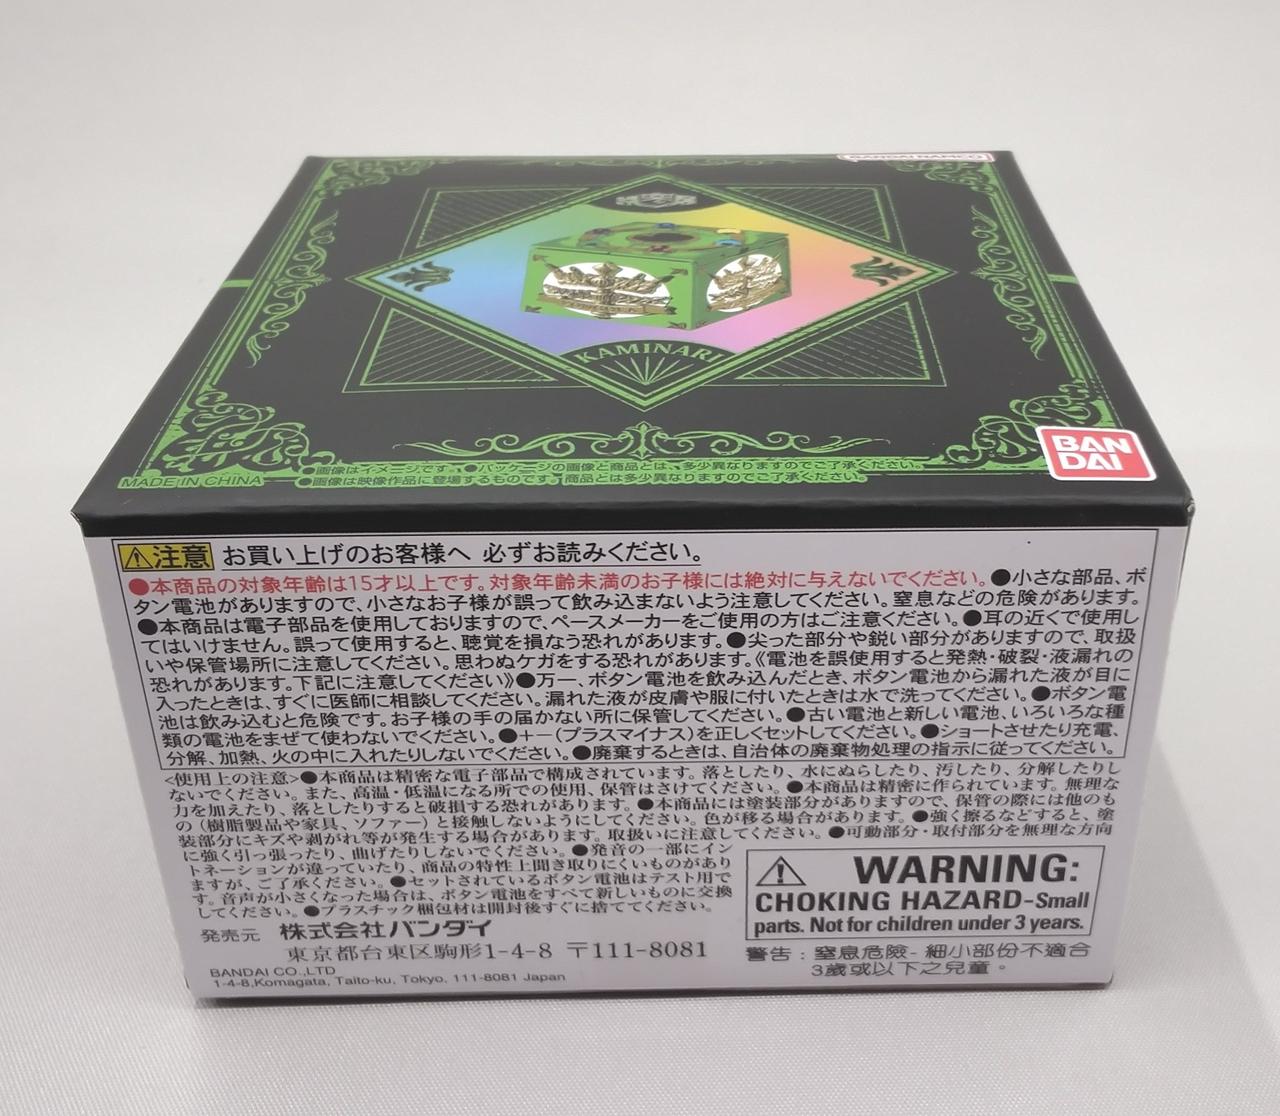 BANDAI NAMCO
KAMINARI
BAN
DAI
●画像はイメージです。●パッケージの画像と商品とは、多少異なりますのでご了承ください。
MADE IN CHINA
●画像は映像作品に登場するものです。商品とは多少異なりますのでご了承ください。
⚠注意 お買い上げのお客様へ 必ずお読みください。
●本商品の対象年齢は15才以上です。対象年齢未満のお子様には絶対に与えないでください。●小さな部品、ボ
タン電池がありますので、小さなお子様が誤って飲み込まないよう注意してください。窒息などの危険があります。
●本商品は電子部品を使用しておりますので、ペースメーカーをご使用の方はご注意ください。●耳の近くで使用し
てはいけません。誤って使用すると、聴覚を損なう恐れがあります。●尖った部分や鋭い部分がありますので、取扱
いや保管場所に注意してください。思わぬケガをする恐れがあります。《電池を誤使用すると発熱・破裂・液漏れの
恐れがあります。下記に注意してください》●万一、ボタン電池を飲み込んだとき、ボタン電池から漏れた液が目に
入ったときは、すぐに医師に相談してください。漏れた液が皮膚や服に付いたときは水で洗ってください。●ボタン電
池は飲み込むと危険です。お子様の手の届かない所に保管してください。●古い電池と新しい電池、いろいろな種
類の電池をまぜて使わないでください。●+-(プラスマイナス)を正しくセットしてください。●ショートさせたり充電、
分解、加熱、火の中に入れたりしないでください。●廃棄するときは、自治体の廃棄物処理の指示に従ってください。
<使用上の注意>●本商品は精密な電子部品で構成されています。落としたり、水にぬらしたり、汚したり、分解したりし
ないでください。また、高温・低温になる所での使用、保管はさけてください。●本商品は精密に作られています。無理な
力を加えたり、落としたりすると破損する恐れがあります。●本商品には塗装部分がありますので、保管の際には他のも
の(樹脂製品や家具、ソファー)と接触しないようにしてください。色が移る場合があります。●強く擦るなどすると、塗
装部分にキズや剥がれ等が発生する場合があります。取扱いに注意してください。●可動部分・取付部分を無理な方向
に強く引っ張ったり、曲げたりしないでください。●発音の一部にイン
トネーションが違っていたり、商品の特性上聞き取りにくいものがあり
ますが、ご了承ください。●セットされているボタン電池はテスト用で
す。音声が小さくなった場合は、ボタン電池をすべて新しいものに交換
してください。●プラスチック梱包材は開封後すぐに捨ててください。
発売元 株式会社バンダイ
東京都台東区駒形1-4-8 〒111-8081
BANDAI CO.,LTD
1-4-8,Komagata, Taito-ku, Tokyo, 111-8081 Japan
⚠ WARNING:
CHOKING HAZARD-Small
parts. Not for children under 3 years.
警告：窒息危險- 細小部份不適合
3歲或以下之兒童。